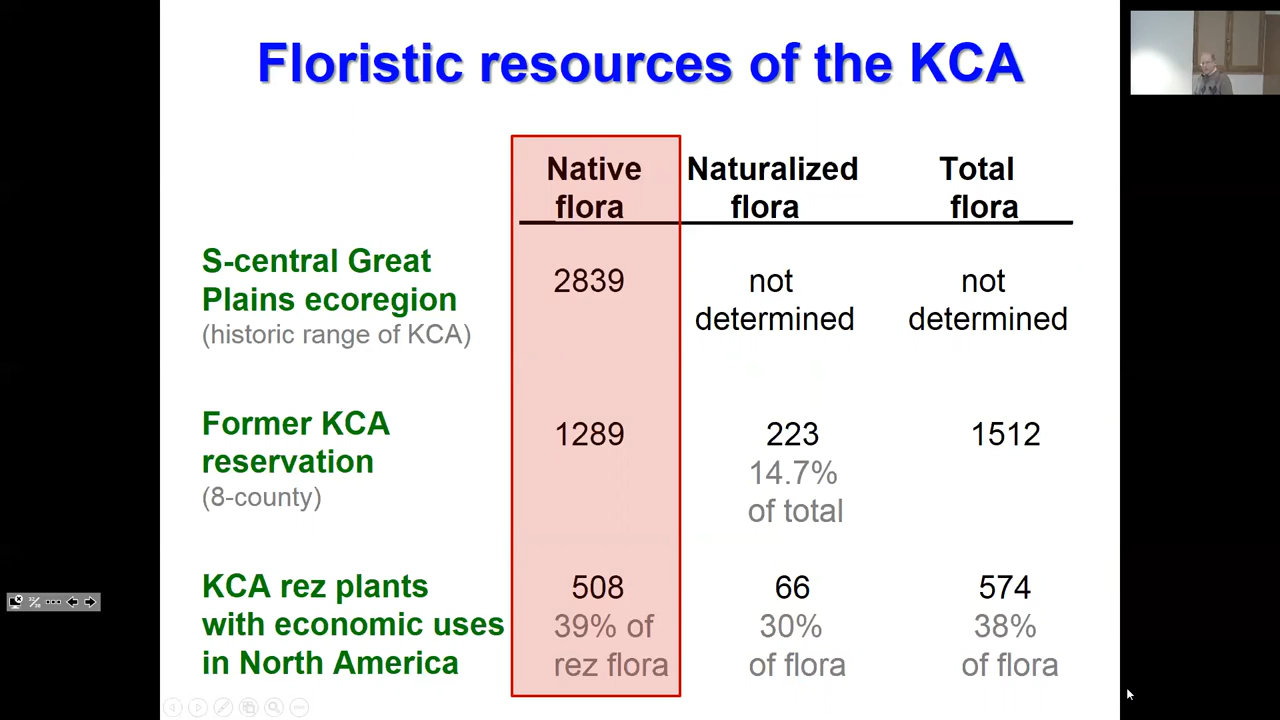 Floristic resources of the KCA
Native Naturalized Total
flora flora flora
S-central Great
Plains ecoregion
(historic range of KCA)
2839
not
determined
not
determined
Former KCA
reservation
(8-county)
1289
223
14.7%
of total
1512
KCA rez plants
with economic uses
in North America
508
39% of
rez flora
66
30%
of flora
574
38%
of flora